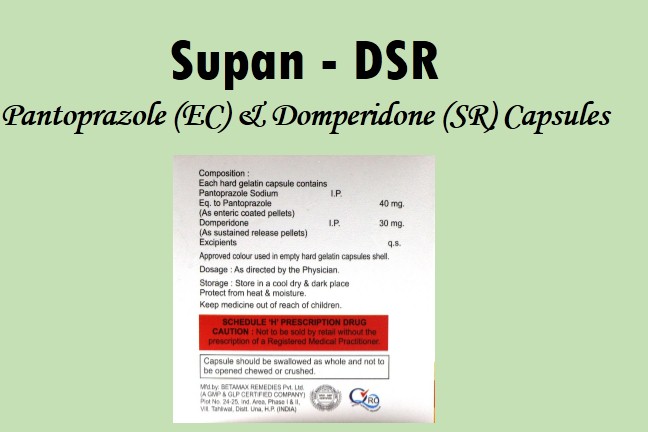 Supan - DSR
Pantoprazole (EC) & Domperidone (SR) Capsules
Composition :
Each hard gelatin capsule contains
Pantoprazole Sodium I.P.
Eq. to Pantoprazole 40 mg.
(As enteric coated pellets)
Domperidone I.P. 30 mg.
(As sustained release pellets)
Excipients q.s.
Approved colour used in empty hard gelatin capsules shell.
Dosage : As directed by the Physician.
Storage : Store in a cool dry & dark place
Protect from heat & moisture.
Keep medicine out of reach of children.
SCHEDULE 'H' PRESCRIPTION DRUG
CAUTION : Not to be sold by retail without the
prescription of a Registered Medical Practitioner.
Capsule should be swallowed as whole and not to
be opened chewed or crushed.
Mfd by: BETAMAX REMEDIES Pvt. Ltd.
(A GMP & GLP CERTIFIED COMPANY)
Plot No. 24-25, Ind. Area, Phase I & II,
Vill. Tahliwal, Distt. Una, H.P. (INDIA)
QRO